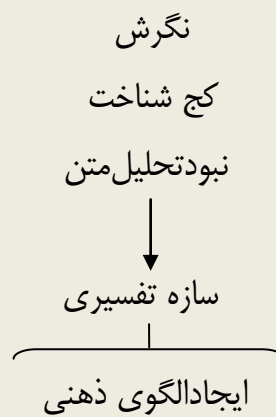 نگرش
کج شناخت
نبودتحلیل‌متن
سازه تفسیری
ایجادالگوی ذهنی